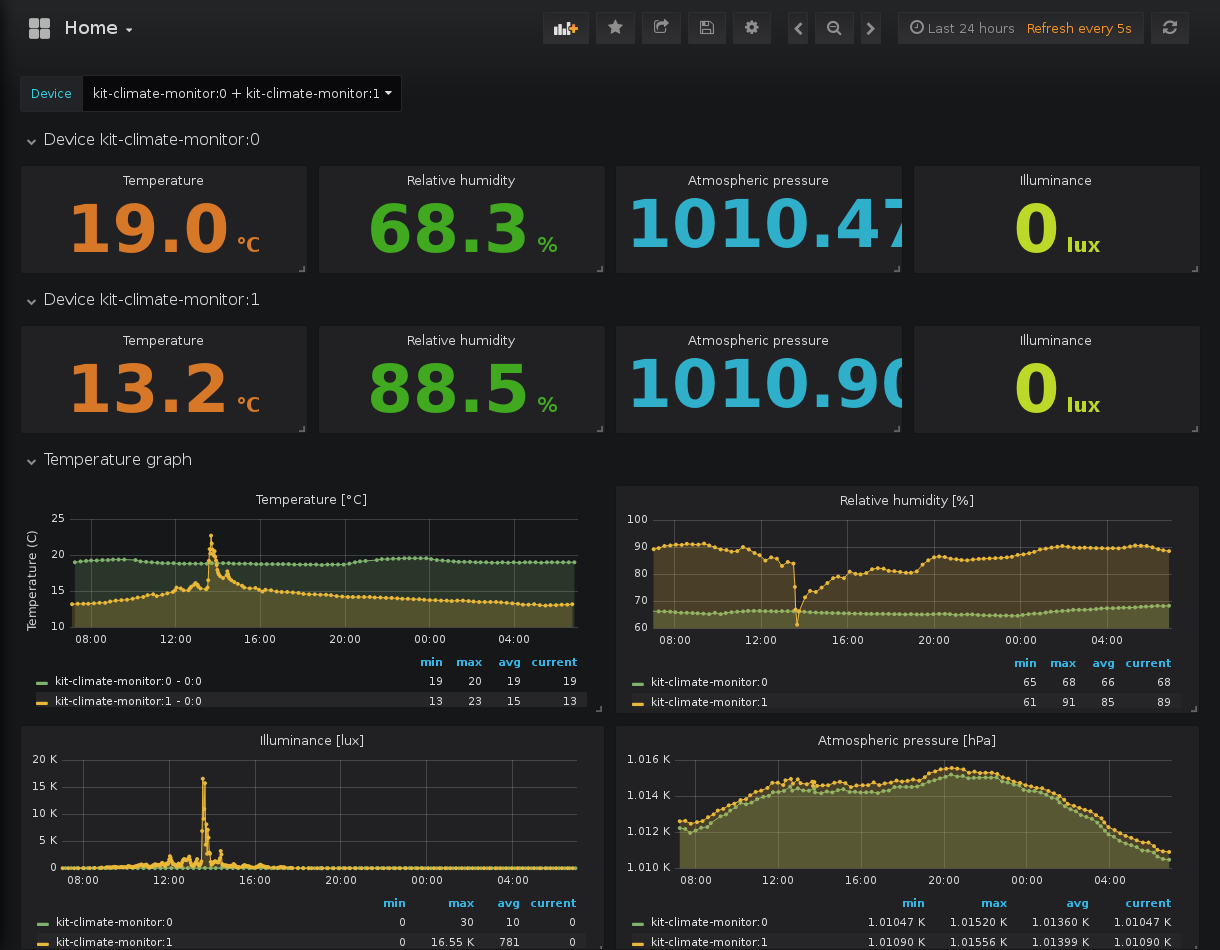 Home
Last 24 hours Refresh every 5s
Device kit-climate-monitor:0 + kit-climate-monitor:1
Device kit-climate-monitor:0
Temperature Relative humidity Atmospheric pressure Illuminance
19.0 °C 68.3 % 1010.47 0 lux
Device kit-climate-monitor:1
Temperature Relative humidity Atmospheric pressure Illuminance
13.2 °C 88.5 % 1010.90 0 lux
Temperature graph
Temperature [°C]
Temperature (C)
25
20
15
10
08:00 12:00 16:00 20:00 00:00 04:00
min max avg current
kit-climate-monitor:0 - 0:0 19 20 19 19
kit-climate-monitor:1 - 0:0 13 23 15 13
Relative humidity [%]
100
90
80
70
60
08:00 12:00 16:00 20:00 00:00 04:00
min max avg current
kit-climate-monitor:0 65 68 66 68
kit-climate-monitor:1 61 91 85 89
Illuminance [lux]
20 K
15 K
10 K
5 K
0
08:00 12:00 16:00 20:00 00:00 04:00
min max avg current
kit-climate-monitor:0 0 30 10 0
kit-climate-monitor:1 0 16.55 K 781 0
Atmospheric pressure [hPa]
1.016 K
1.014 K
1.012 K
1.010 K
08:00 12:00 16:00 20:00 00:00 04:00
min max avg current
kit-climate-monitor:0 1.01047 K 1.01520 K 1.01360 K 1.01047 K
kit-climate-monitor:1 1.01090 K 1.01556 K 1.01399 K 1.01090 K